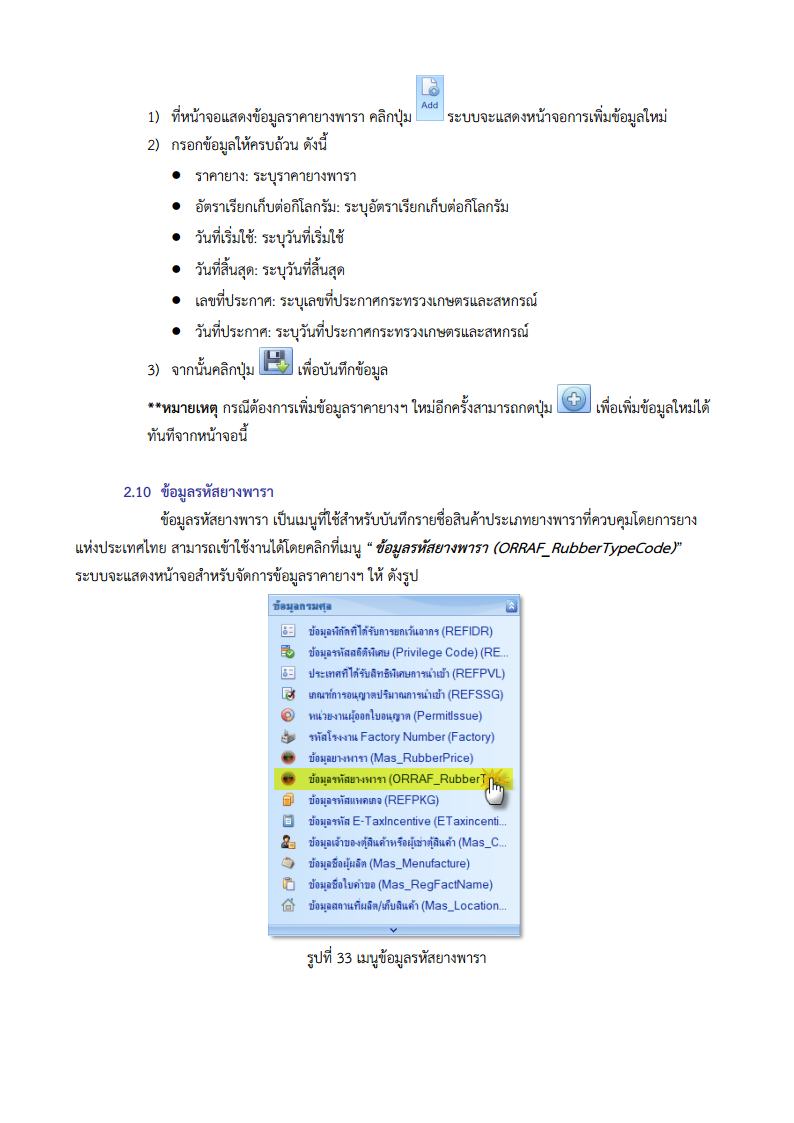 Add
1) ที่หน้าจอแสดงข้อมูลราคายางพารา คลิกปุ่ม ระบบจะแสดงหน้าจอการเพิ่มข้อมูลใหม่
2) กรอกข้อมูลให้ครบถ้วน ดังนี้
● ราคายาง: ระบุราคายางพารา
● อัตราเรียกเก็บต่อกิโลกรัม: ระบุอัตราเรียกเก็บต่อกิโลกรัม
● วันที่เริ่มใช้: ระบุวันที่เริ่มใช้
● วันที่สิ้นสุด: ระบุวันที่สิ้นสุด
● เลขที่ประกาศ: ระบุเลขที่ประกาศกระทรวงเกษตรและสหกรณ์
● วันที่ประกาศ: ระบุวันที่ประกาศกระทรวงเกษตรและสหกรณ์
3) จากนั้นคลิกปุ่ม เพื่อบันทึกข้อมูล
**หมายเหตุ กรณีต้องการเพิ่มข้อมูลราคายางฯ ใหม่อีกครั้งสามารถกดปุ่ม เพื่อเพิ่มข้อมูลใหม่ได้
ทันทีจากหน้าจอนี้
2.10 ข้อมูลรหัสยางพารา
ข้อมูลรหัสยางพารา เป็นเมนูที่ใช้สำหรับบันทึกรายชื่อสินค้าประเภทยางพาราที่ควบคุมโดยการยาง
แห่งประเทศไทย สามารถเข้าใช้งานได้โดยคลิกที่เมนู “ข้อมูลรหัสยางพารา (ORRAF_RubberTypeCode)”
ระบบจะแสดงหน้าจอสำหรับจัดการข้อมูลราคายางฯ ให้ ดังรูป
ข้อมูลกรมศุล
ข้อมูลพิกัดที่ได้รับการยกเว้นอากร (REFIDR)
ข้อมูลรหัสสถิติพิเศษ (Privilege Code) (RE...
ประเทศที่ได้รับสิทธิพิเศษการนำเข้า (REFPVL)
เกณฑ์การอนุญาตปริมาณการนำเข้า (REFSSG)
หน่วยงานผู้ออกใบอนุญาต (PermitIssue)
รหัสโรงงาน Factory Number (Factory)
ข้อมูลยางพารา (Mas_RubberPrice)
ข้อมูลรหัสยางพารา (ORRAF_RubberT
ข้อมูลรหัสแพคเกจ (REFPKG)
ข้อมูลรหัส E-TaxIncentive (ETaxincenti...
ข้อมูลเจ้าของตู้สินค้าหรือผู้เช่าตู้สินค้า (Mas_C...
ข้อมูลชื่อผู้ผลิต (Mas_Menufacture)
ข้อมูลชื่อใบคำขอ (Mas_RegFactName)
ข้อมูลสถานที่ผลิต/เก็บสินค้า (Mas_Location...
รูปที่ 33 เมนูข้อมูลรหัสยางพารา